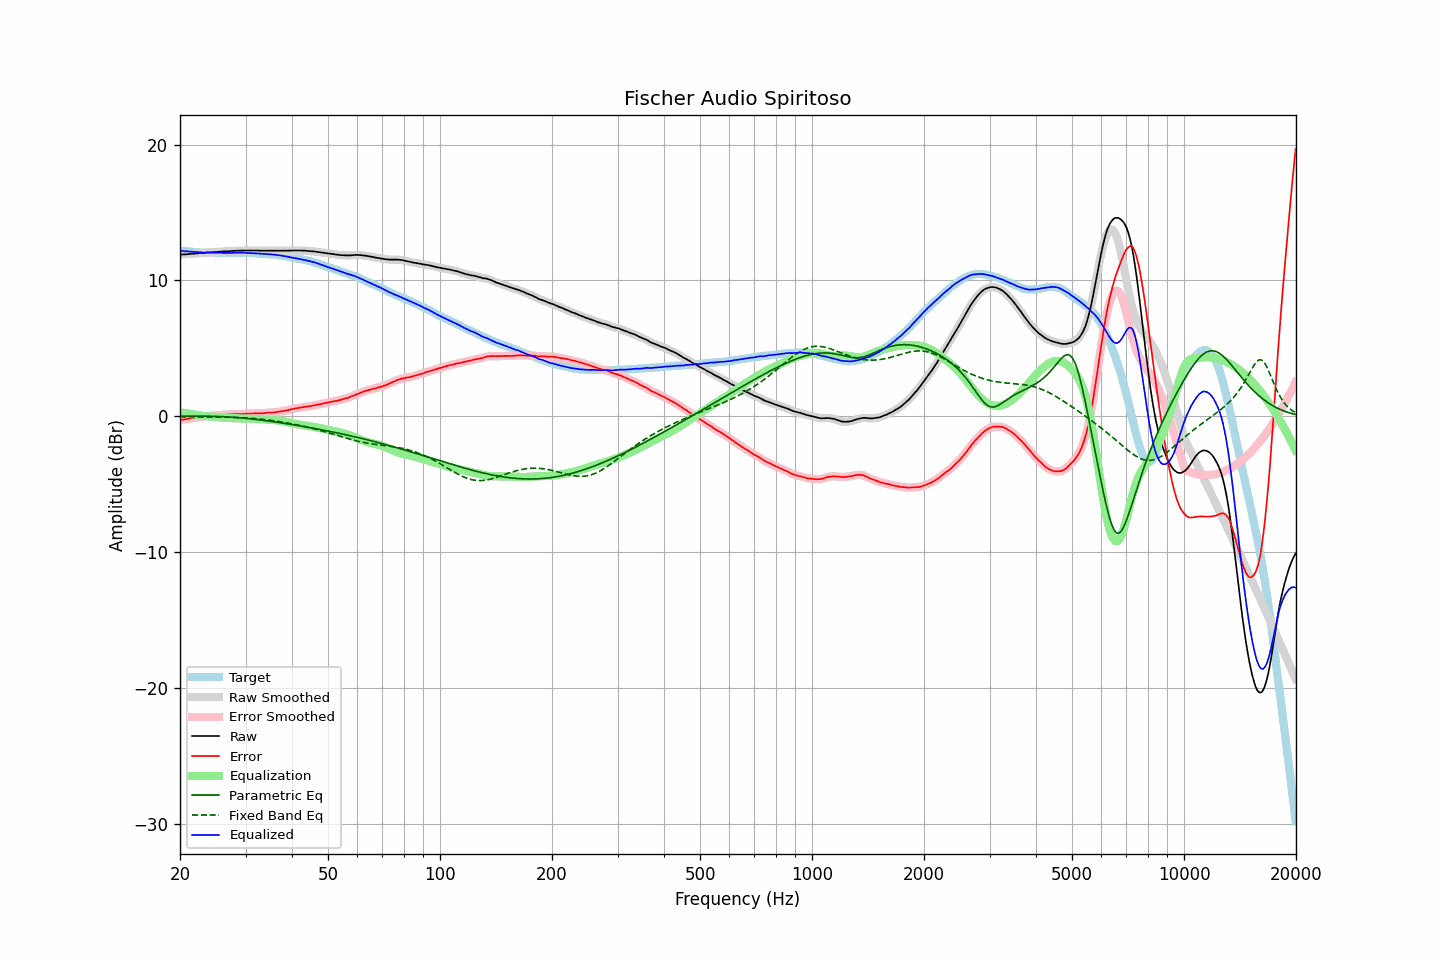 Fischer Audio Spiritoso
20
10
0
−10
−20
−30
Amplitude (dBr)
Target
Raw Smoothed
Error Smoothed
Raw
Error
Equalization
Parametric Eq
Fixed Band Eq
Equalized
20 50 100 200 500 1000 2000 5000 10000 20000
Frequency (Hz)